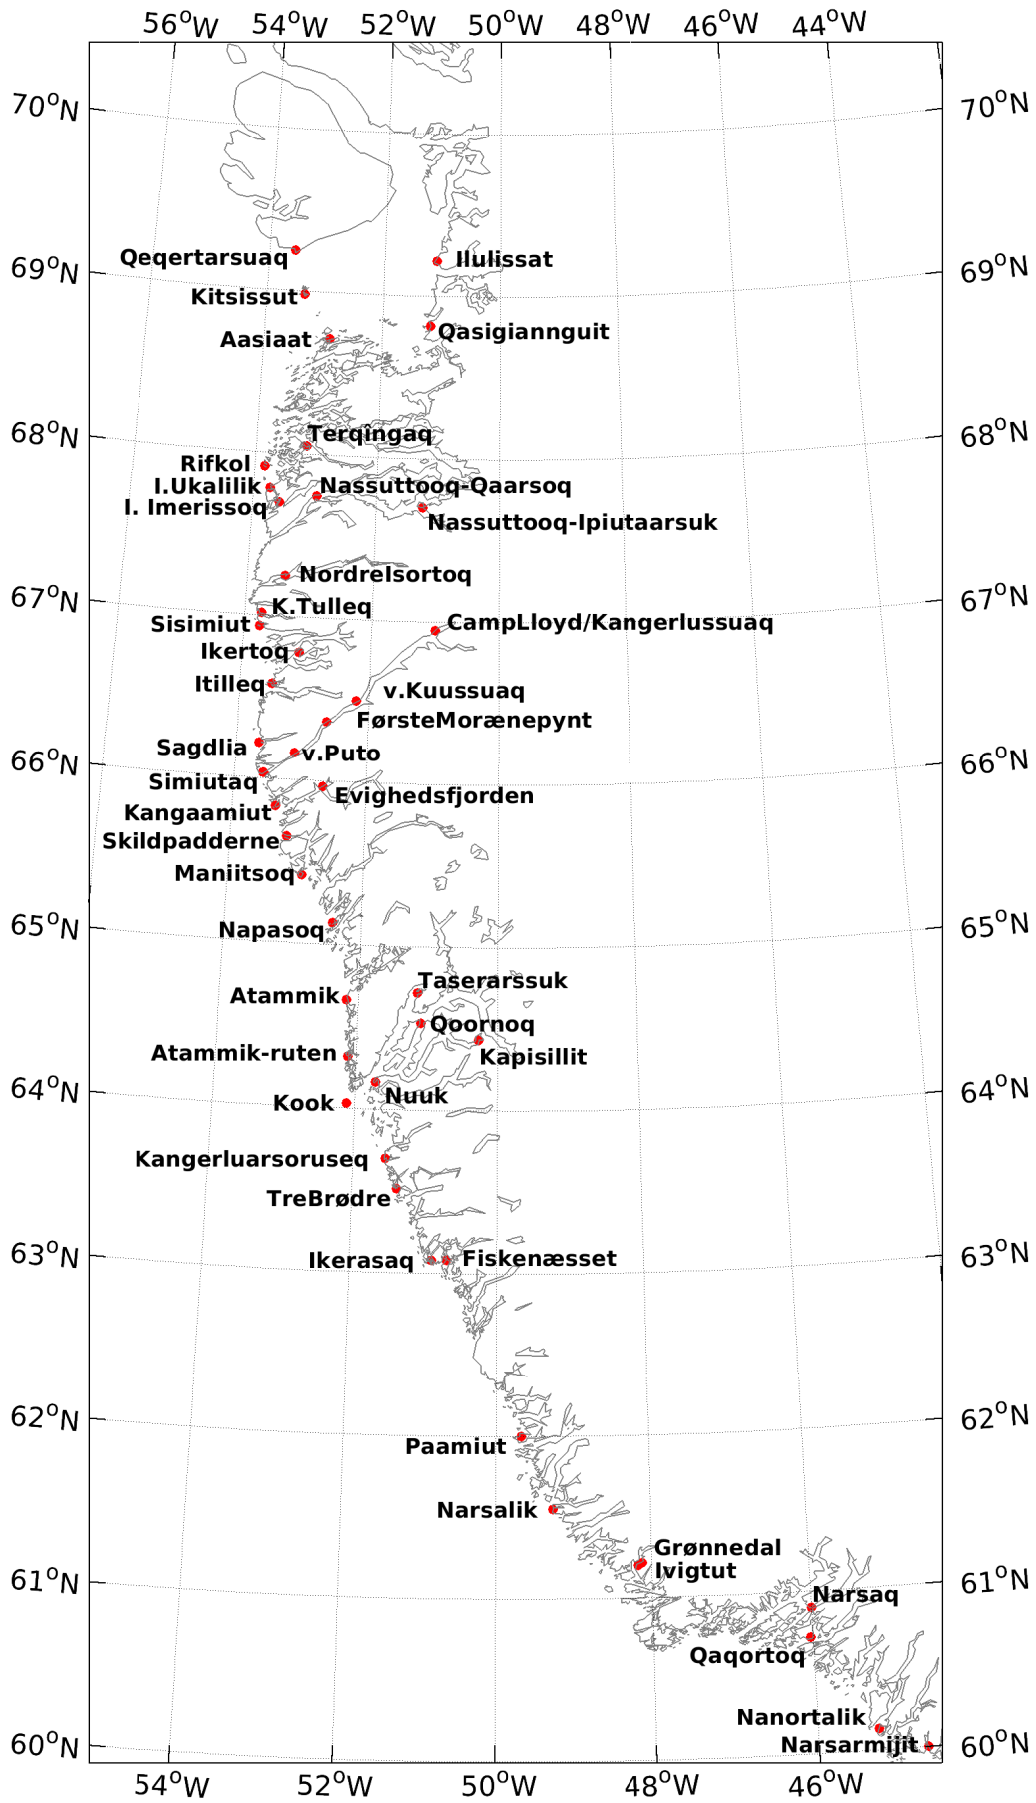 56°W 54°W 52°W 50°W 48°W 46°W 44°W
70°N 70°N
Qeqertarsuaq Ilulissat
69°N 69°N
Kitsissut
Aasiaat Qasigiannguit
68°N Terqîngaq 68°N
Rifkol
I.Ukalilik Nassuttooq-Qaarsoq
I. Imerissoq
Nassuttooq-Ipiutaarsuk
NordreIsortoq
67°N K.Tulleq 67°N
Sisimiut CampLloyd/Kangerlussuaq
Ikertoq
Itilleq v.Kuussuaq
FørsteMorænepynt
Sagdlia v.Puto
66°N 66°N
Simiutaq Evighedsfjorden
Kangaamiut
Skildpadderne
Maniitsoq
65°N Napasoq 65°N
Taserarssuk
Atammik
Qoornoq
Atammik-ruten Kapisillit
64°N Nuuk 64°N
Kook
Kangerluarsoruseq
TreBrødre
63°N Ikerasaq Fiskenæsset 63°N
62°N 62°N
Paamiut
Narsalik
Grønnedal
Ivigtut
61°N 61°N
Narsaq
Qaqortoq
Nanortalik
60°N Narsarmijit 60°N
54°W 52°W 50°W 48°W 46°W